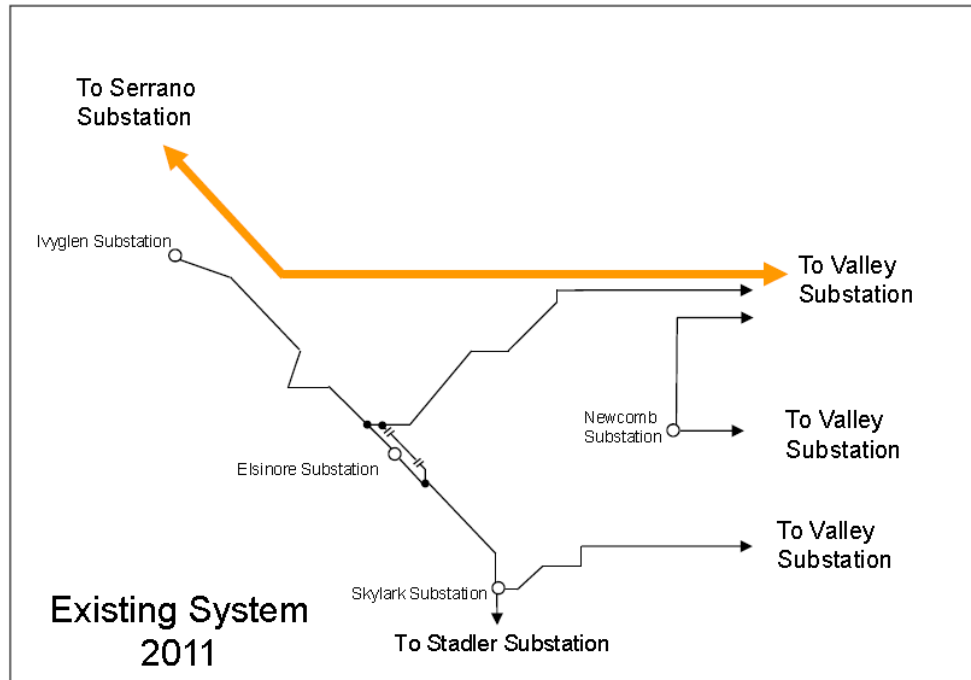 To Serrano
Substation
Ivyglen Substation
To Valley
Substation
Newcomb
Substation
To Valley
Substation
Elsinore Substation
To Valley
Substation
Skylark Substation
Existing System
2011
To Stadler Substation